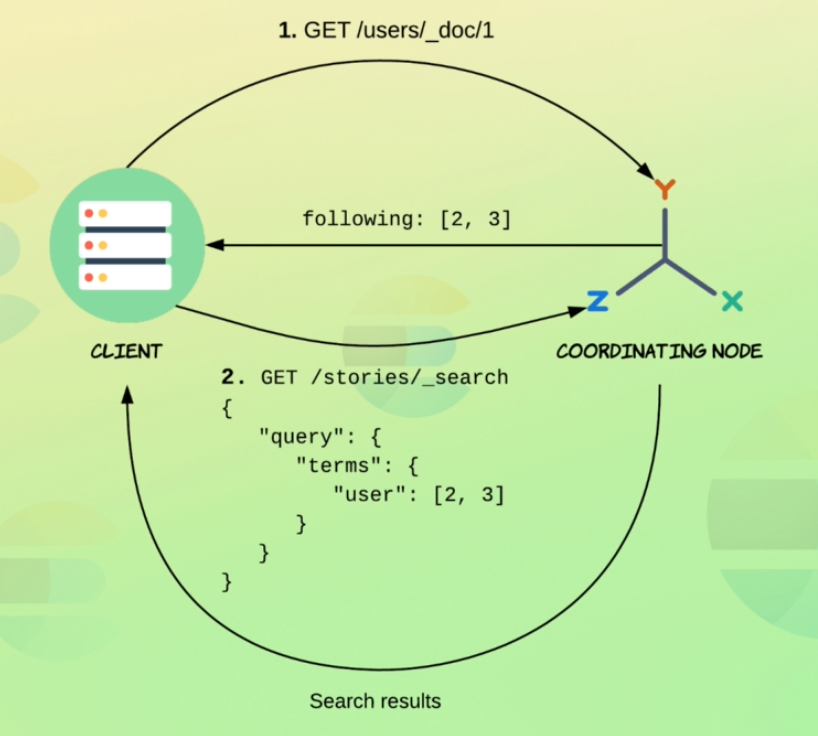 1. GET /users/_doc/1
Y
following: [2, 3]
Z
X
CLIENT
COORDINATING NODE
2. GET /stories/_search
{
"query": {
"terms": {
"user": [2, 3]
}
}
}
Search results